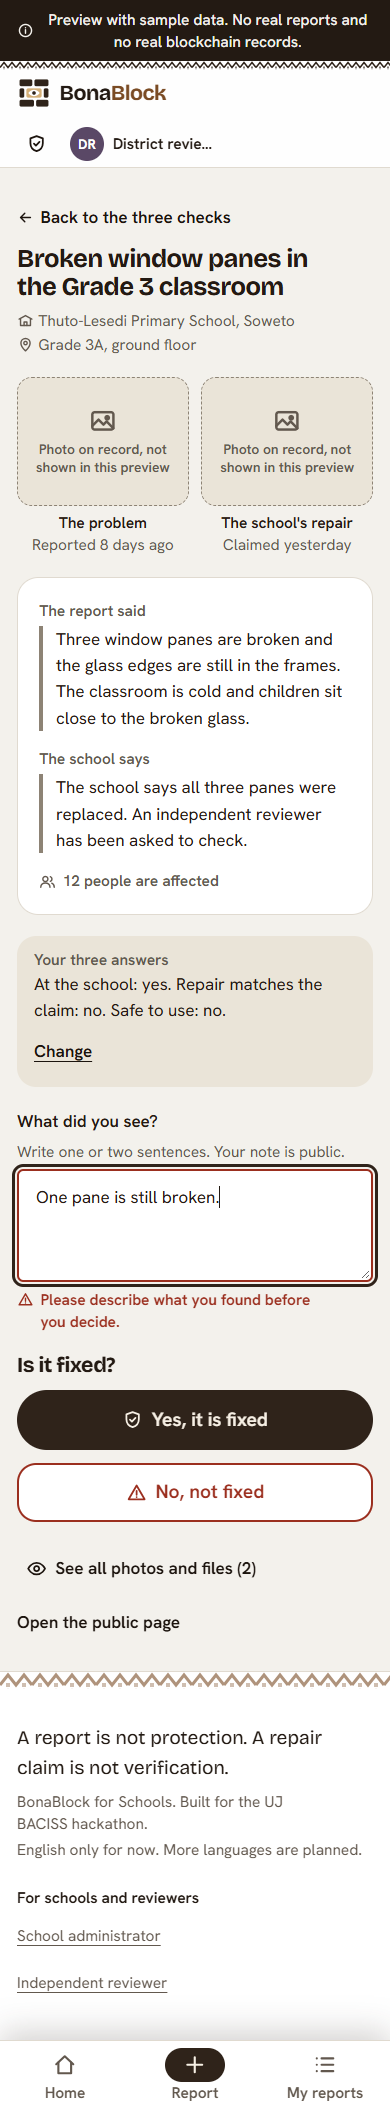 Preview with sample data. No real reports and
no real blockchain records.
BonaBlock
DR District revie...
← Back to the three checks
Broken window panes in
the Grade 3 classroom
Thuto-Lesedi Primary School, Soweto
Grade 3A, ground floor
Photo on record, not
shown in this preview
Photo on record, not
shown in this preview
The problem
Reported 8 days ago
The school's repair
Claimed yesterday
The report said
Three window panes are broken and
the glass edges are still in the frames.
The classroom is cold and children sit
close to the broken glass.
The school says
The school says all three panes were
replaced. An independent reviewer
has been asked to check.
12 people are affected
Your three answers
At the school: yes. Repair matches the
claim: no. Safe to use: no.
Change
What did you see?
Write one or two sentences. Your note is public.
One pane is still broken.
Please describe what you found before
you decide.
Is it fixed?
Yes, it is fixed
No, not fixed
See all photos and files (2)
Open the public page
A report is not protection. A repair
claim is not verification.
BonaBlock for Schools. Built for the UJ
BACISS hackathon.
English only for now. More languages are planned.
For schools and reviewers
School administrator
Independent reviewer
Home
Report
My reports